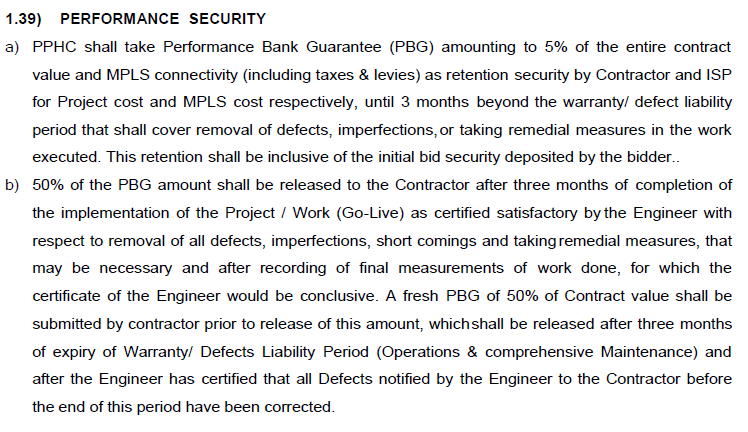 1.39) PERFORMANCE SECURITY
a) PPHC shall take Performance Bank Guarantee (PBG) amounting to 5% of the entire contract
value and MPLS connectivity (including taxes & levies) as retention security by Contractor and ISP
for Project cost and MPLS cost respectively, until 3 months beyond the warranty/ defect liability
period that shall cover removal of defects, imperfections, or taking remedial measures in the work
executed. This retention shall be inclusive of the initial bid security deposited by the bidder..
b) 50% of the PBG amount shall be released to the Contractor after three months of completion of
the implementation of the Project / Work (Go-Live) as certified satisfactory by the Engineer with
respect to removal of all defects, imperfections, short comings and taking remedial measures, that
may be necessary and after recording of final measurements of work done, for which the
certificate of the Engineer would be conclusive. A fresh PBG of 50% of Contract value shall be
submitted by contractor prior to release of this amount, which shall be released after three months
of expiry of Warranty/ Defects Liability Period (Operations & comprehensive Maintenance) and
after the Engineer has certified that all Defects notified by the Engineer to the Contractor before
the end of this period have been corrected.